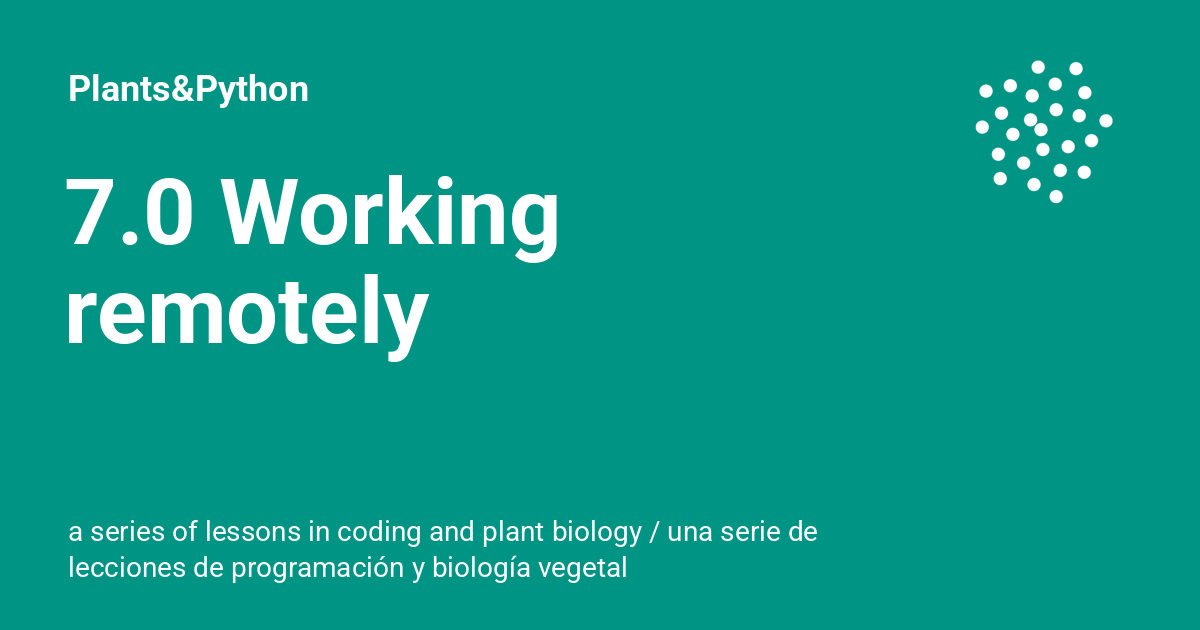 Plants&Python
7.0 Working
remotely
a series of lessons in coding and plant biology / una serie de
lecciones de programación y biología vegetal